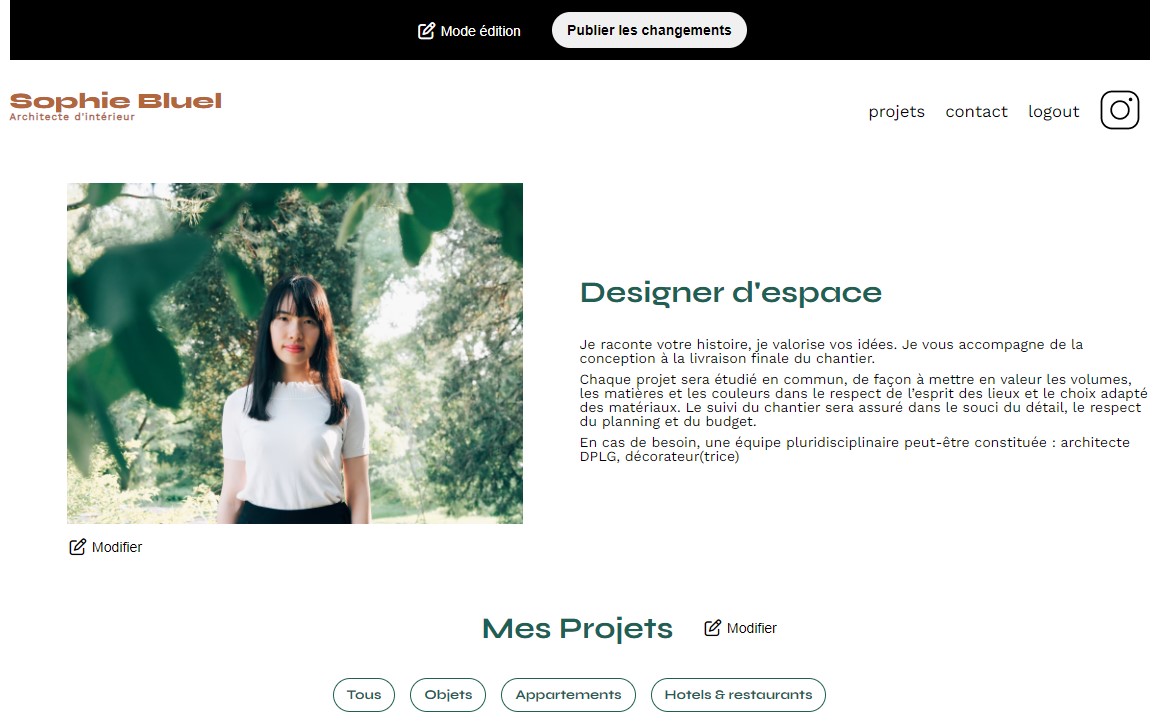 Mode édition Publier les changements
Sophie Bluel
Architecte d'intérieur
projets contact logout
Designer d'espace
Je raconte votre histoire, je valorise vos idées. Je vous accompagne de la
conception à la livraison finale du chantier.
Chaque projet sera étudié en commun, de façon à mettre en valeur les volumes,
les matières et les couleurs dans le respect de l’esprit des lieux et le choix adapté
des matériaux. Le suivi du chantier sera assuré dans le souci du détail, le respect
du planning et du budget.
En cas de besoin, une équipe pluridisciplinaire peut-être constituée : architecte
DPLG, décorateur(trice)
Modifier
Mes Projets Modifier
Tous Objets Appartements Hotels & restaurants